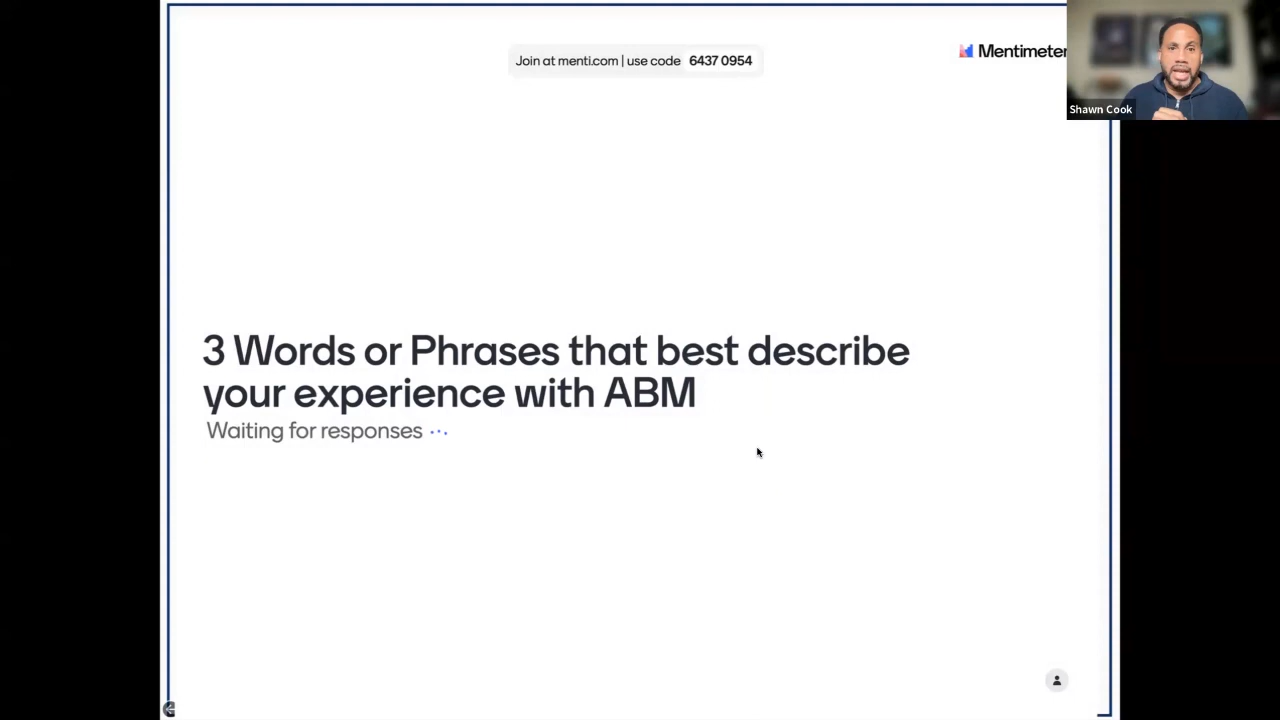 Join at menti.com | use code 6437 0954
Mentimeter
Shawn Cook
3 Words or Phrases that best describe
your experience with ABM
Waiting for responses